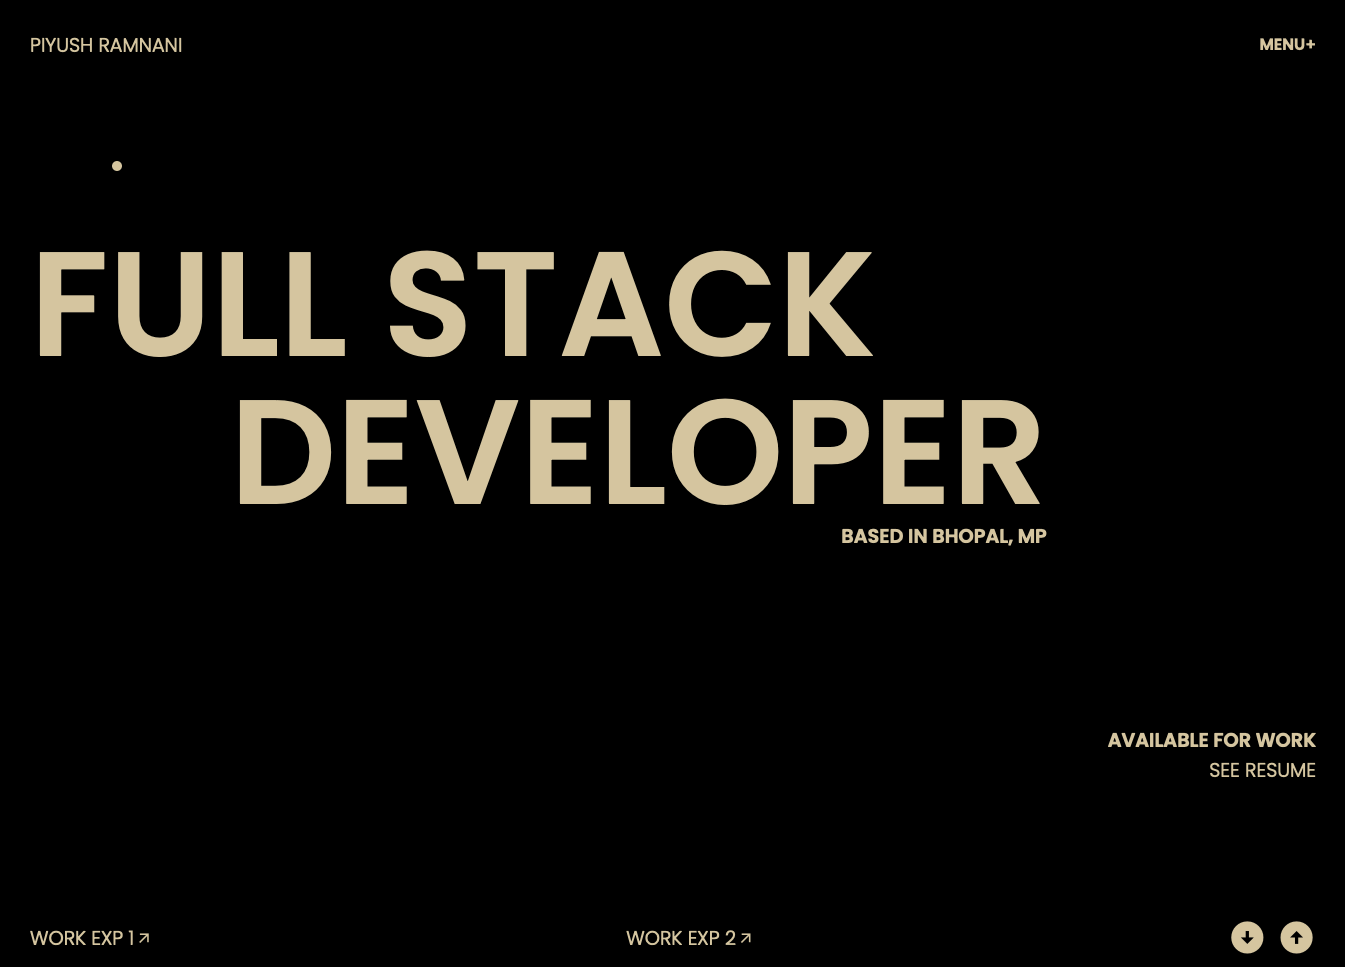 PIYUSH RAMNANI
MENU+
FULL STACK
DEVELOPER
BASED IN BHOPAL, MP
AVAILABLE FOR WORK
SEE RESUME
WORK EXP 1
WORK EXP 2